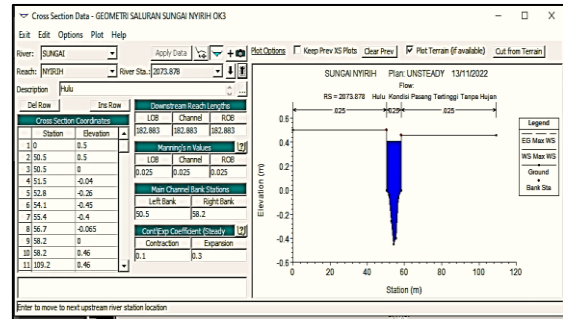 Cross Section Data - GEOMETRI SALURAN SUNGAI NYIRIH OK3
Exit Edit Options Plot Help
River: SUNGAI Apply Data
Reach: NYIRIH River Sta.: 2073.878
Description Hulu ...
Del Row Ins Row
Cross Section Coordinates
Station Elevation
1 0 0.5
2 50.5 0.5
3 50.5 0
4 51.5 -0.04
5 52.8 -0.26
6 54.1 -0.45
7 55.4 -0.4
8 56.7 -0.065
9 58.2 0
10 58.2 0.46
11 109.2 0.46
Downstream Reach Lengths
LOB Channel ROB
182.883 182.883 182.883
Manning's n Values ?
LOB Channel ROB
0.025 0.025 0.025
Main Channel Bank Stations
Left Bank Right Bank
50.5 58.2
Cont\Exp Coefficient (Steady ?
Contraction Expansion
0.1 0.3
Plot Options Keep Prev XS Plots Clear Prev Plot Terrain (if available) Cut from Terrain
SUNGAI NYIRIH Plan: UNSTEADY 13/11/2022
Flow:
RS = 2073.878 Hulu Kondisi Pasang Tertinggi Tanpa Hujan
.025 .025 .025
Elevation (m)
0.6
0.4
0.2
0.0
-0.2
-0.4
-0.6
0 20 40 60 80 100 120
Station (m)
Legend
EG Max WS
WS Max WS
Ground
Bank Sta
Enter to move to next upstream river station location